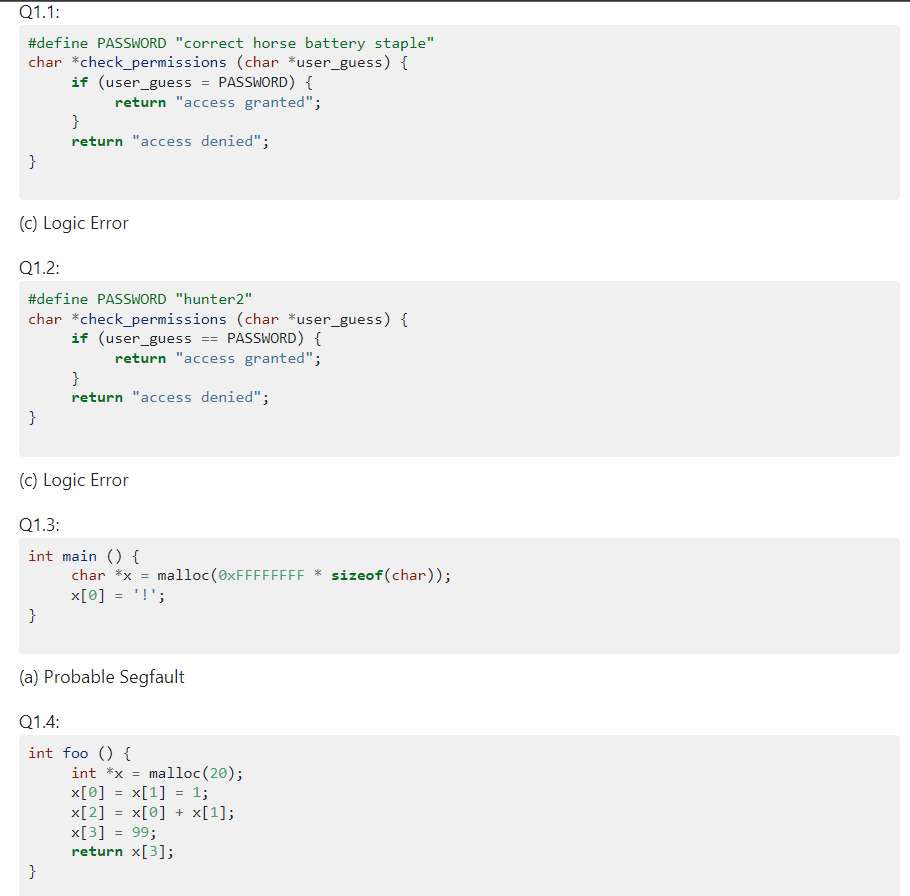 Q1.1:
#define PASSWORD "correct horse battery staple"
char *check_permissions (char *user_guess) {
     if (user_guess = PASSWORD) {
          return "access granted";
     }
     return "access denied";
}
(c) Logic Error
Q1.2:
#define PASSWORD "hunter2"
char *check_permissions (char *user_guess) {
     if (user_guess == PASSWORD) {
          return "access granted";
     }
     return "access denied";
}
(c) Logic Error
Q1.3:
int main () {
     char *x = malloc(0xFFFFFFFF * sizeof(char));
     x[0] = '!';
}
(a) Probable Segfault
Q1.4:
int foo () {
     int *x = malloc(20);
     x[0] = x[1] = 1;
     x[2] = x[0] + x[1];
     x[3] = 99;
     return x[3];
}